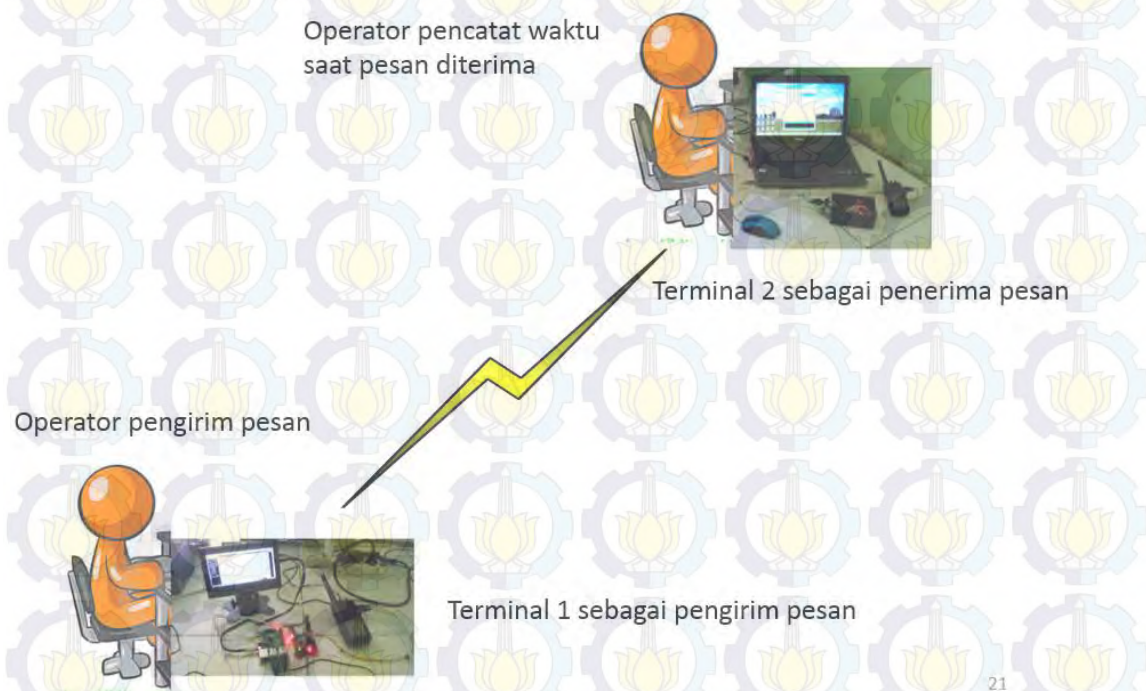 Operator pencatat waktu
saat pesan diterima
Terminal 2 sebagai penerima pesan
Operator pengirim pesan
Terminal 1 sebagai pengirim pesan
21